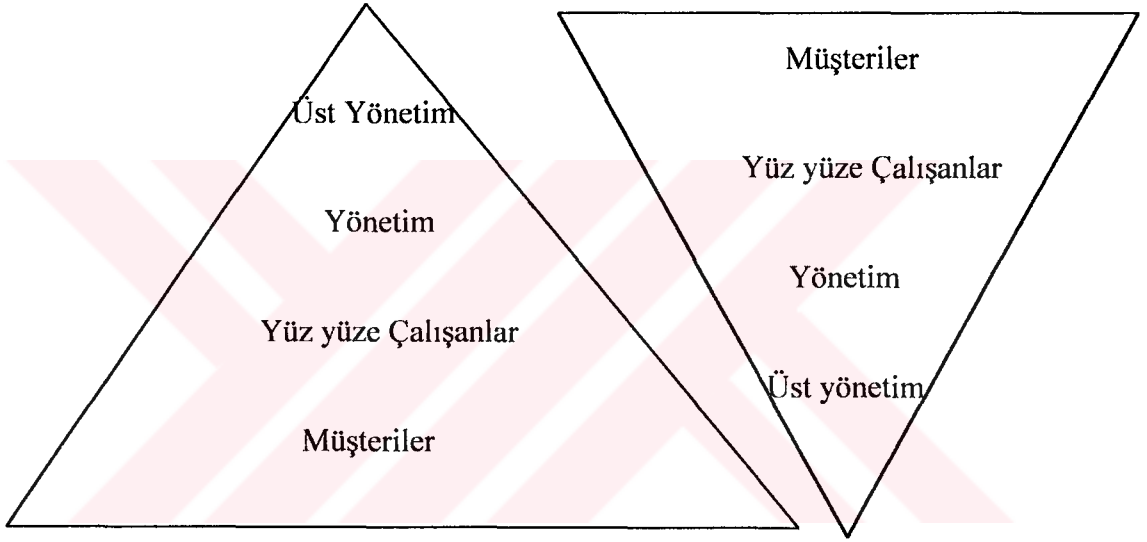 Üst Yönetim
Yönetim
Yüz yüze Çalışanlar
Müşteriler
Müşteriler
Yüz yüze Çalışanlar
Yönetim
Üst yönetim